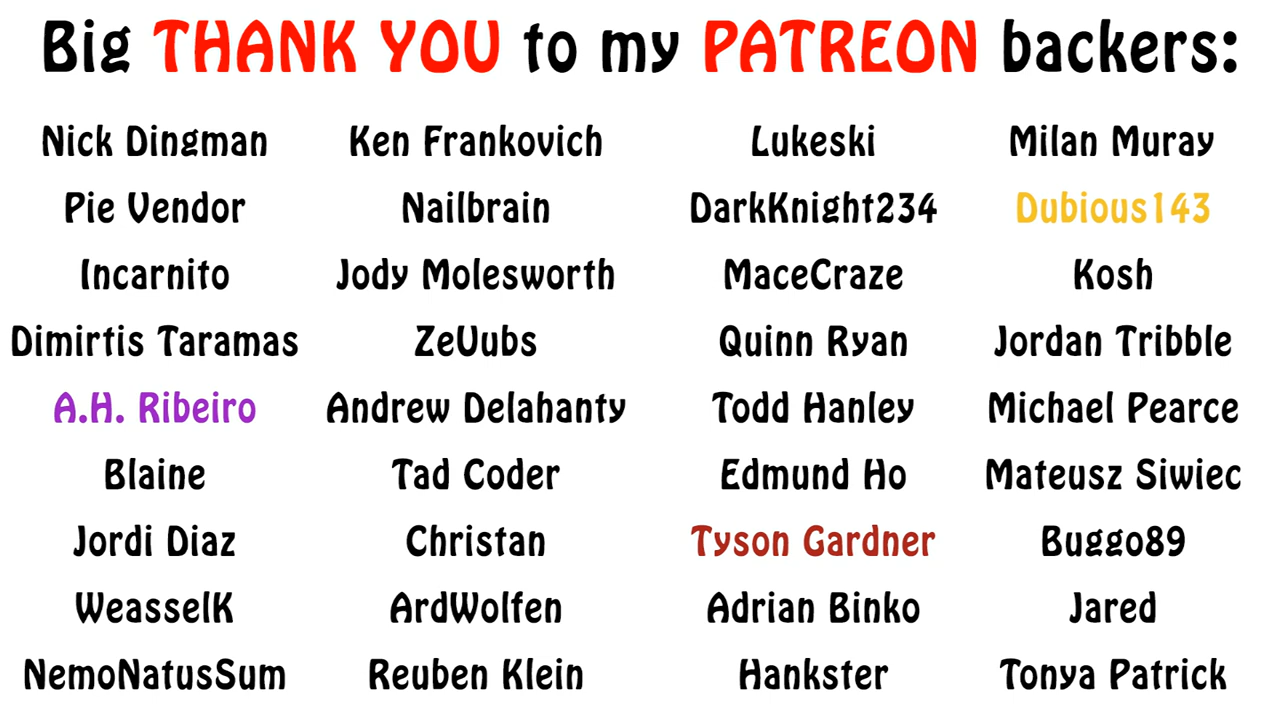 Big THANK YOU to my PATREON backers:
Nick Dingman Ken Frankovich Lukeski Milan Muray
Pie Vendor Nailbrain DarkKnight234 Dubious143
Incarnito Jody Molesworth MaceCraze Kosh
Dimirtis Taramas ZeVubs Quinn Ryan Jordan Tribble
A.H. Ribeiro Andrew Delahanty Todd Hanley Michael Pearce
Blaine Tad Coder Edmund Ho Mateusz Siwiec
Jordi Diaz Christan Tyson Gardner Buggo89
WeasselK ArdWolfen Adrian Binko Jared
NemoNatusSum Reuben Klein Hankster Tonya Patrick